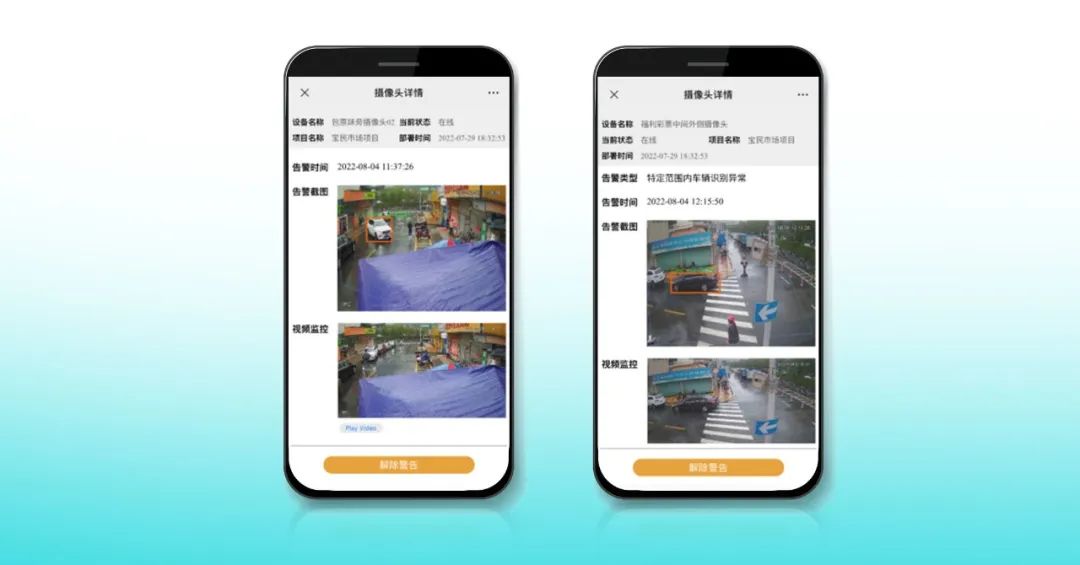 摄像头详情
设备名称 包原味旁摄像头02 当前状态 在线
项目名称 宝民市场项目 部署时间 2022-07-29 18:32:53
告警时间 2022-08-04 11:37:26
告警截图
视频监控
Play Video
解除警告
摄像头详情
设备名称 福利彩票中间外侧摄像头
当前状态 在线 项目名称 宝民市场项目
部署时间 2022-07-29 18:32:53
告警类型 特定范围内车辆识别异常
告警时间 2022-08-04 12:15:50
告警截图
视频监控
解除警告